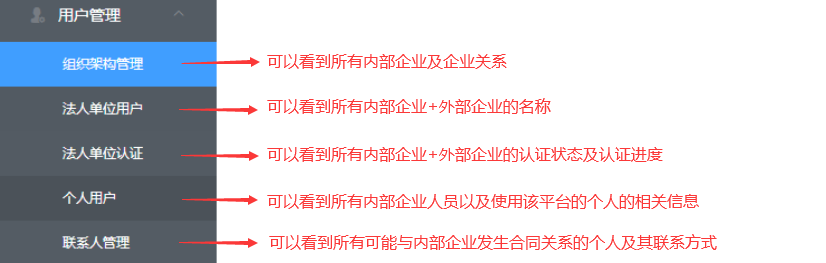 用户管理
组织架构管理 可以看到所有内部企业及企业关系
法人单位用户 可以看到所有内部企业+外部企业的名称
法人单位认证 可以看到所有内部企业+外部企业的认证状态及认证进度
个人用户 可以看到所有内部企业人员以及使用该平台的个人的相关信息
联系人管理 可以看到所有可能与内部企业发生合同关系的个人及其联系方式